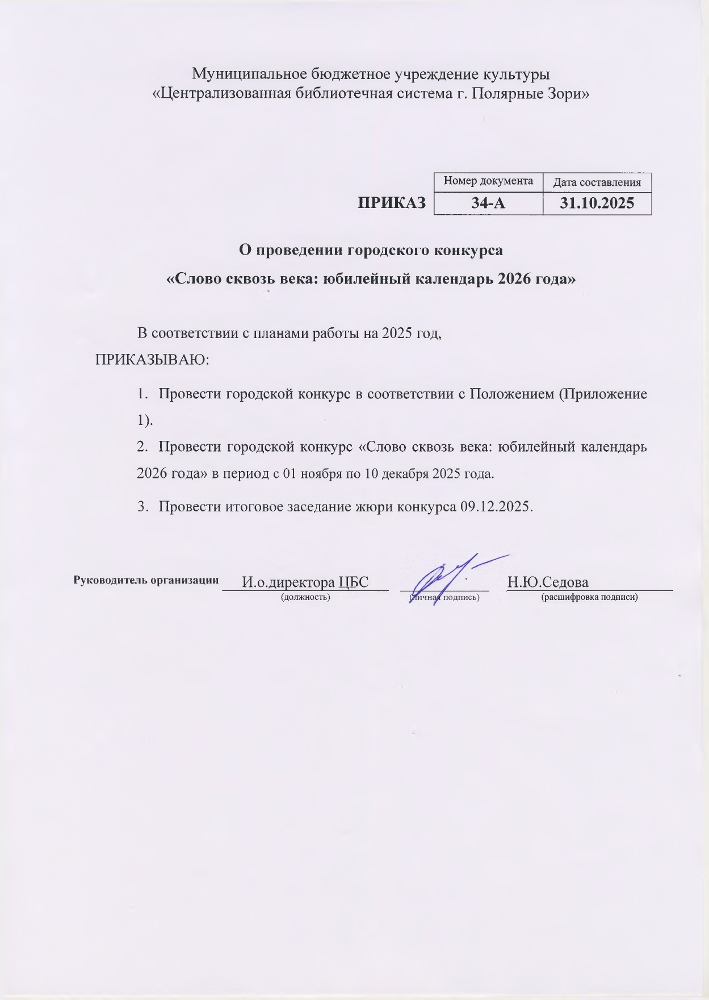 Муниципальное бюджетное учреждение культуры
«Централизованная библиотечная система г. Полярные Зори»
Номер документа Дата составления
ПРИКАЗ 34-А 31.10.2025
О проведении городского конкурса
«Слово сквозь века: юбилейный календарь 2026 года»
В соответствии с планами работы на 2025 год,
ПРИКАЗЫВАЮ:
1. Провести городской конкурс в соответствии с Положением (Приложение
1).
2. Провести городской конкурс «Слово сквозь века: юбилейный календарь
2026 года» в период с 01 ноября по 10 декабря 2025 года.
3. Провести итоговое заседание жюри конкурса 09.12.2025.
Руководитель организации И.о.директора ЦБС Н.Ю.Седова
(должность) (личная подпись) (расшифровка подписи)